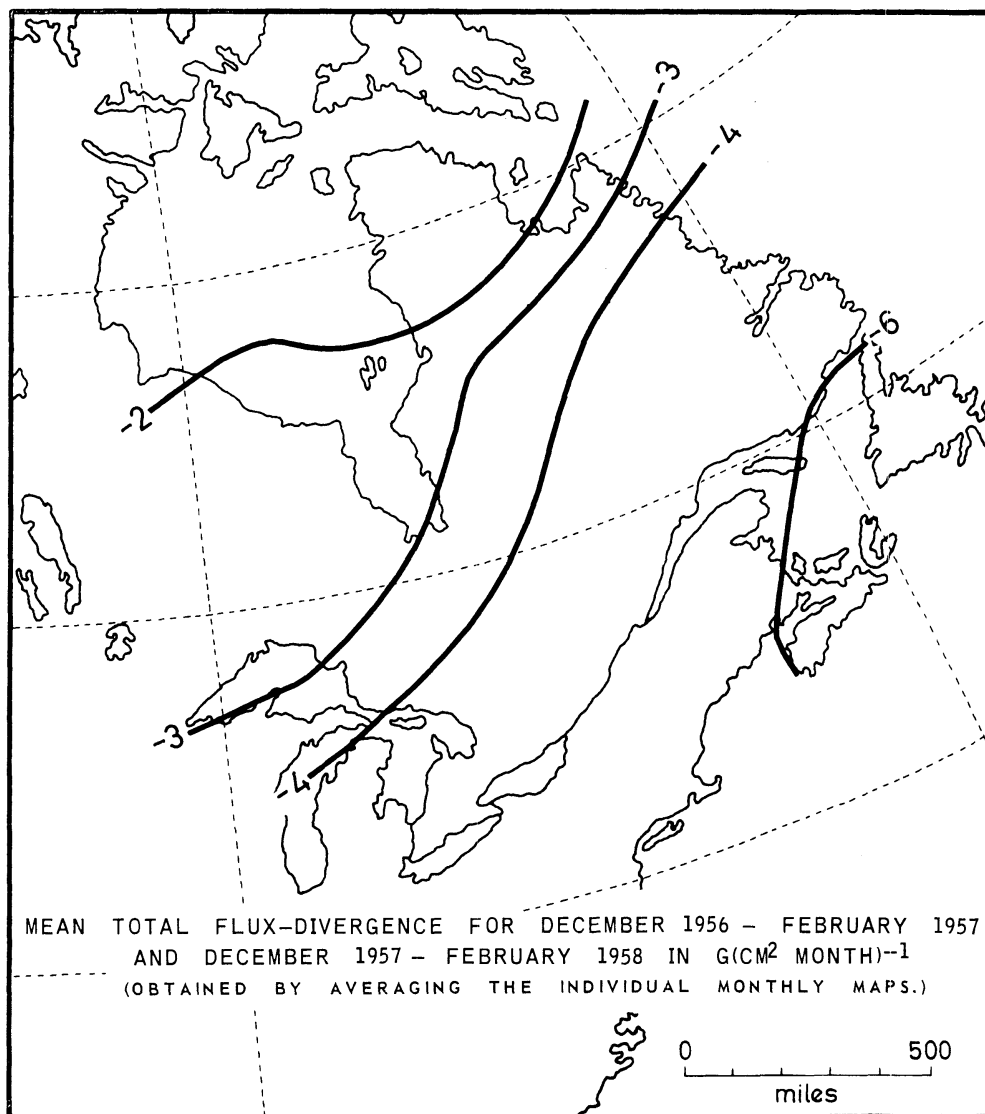 -3
-4
-6
-2
-3
-4
MEAN TOTAL FLUX–DIVERGENCE FOR DECEMBER 1956 – FEBRUARY 1957
AND DECEMBER 1957 – FEBRUARY 1958 IN G(CM² MONTH)--1
(OBTAINED BY AVERAGING THE INDIVIDUAL MONTHLY MAPS.)
0 500
miles